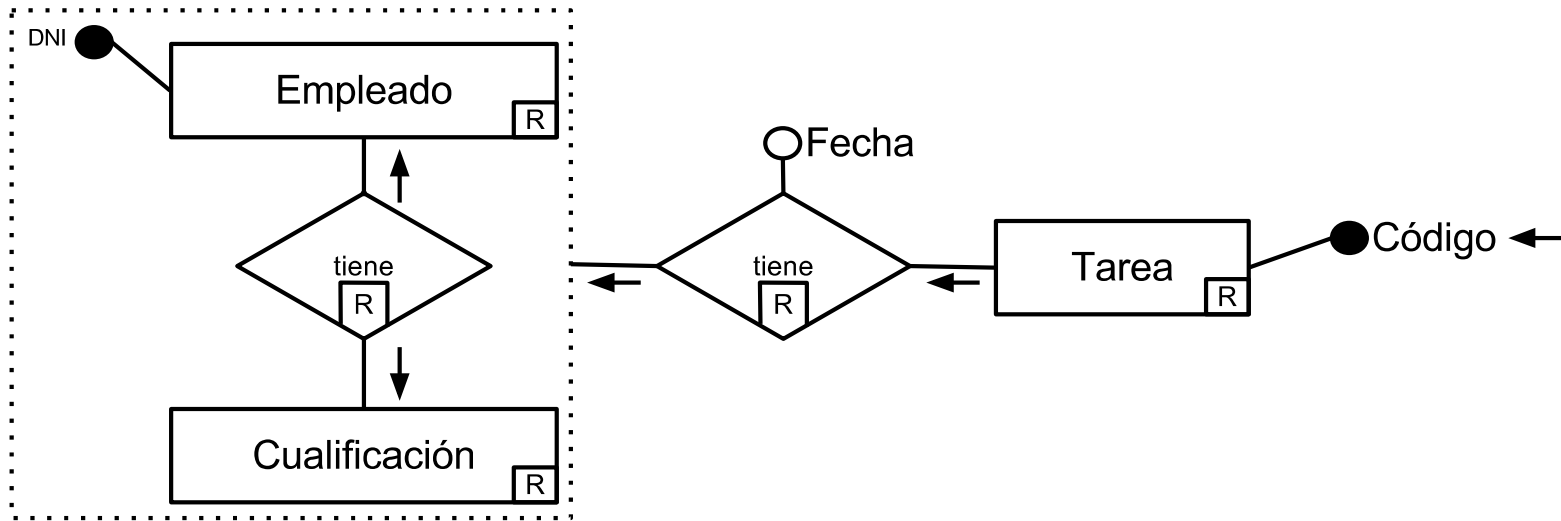 DNI
Empleado
R
tiene
R
Cualificación
R
Fecha
tiene
R
Tarea
R
Código